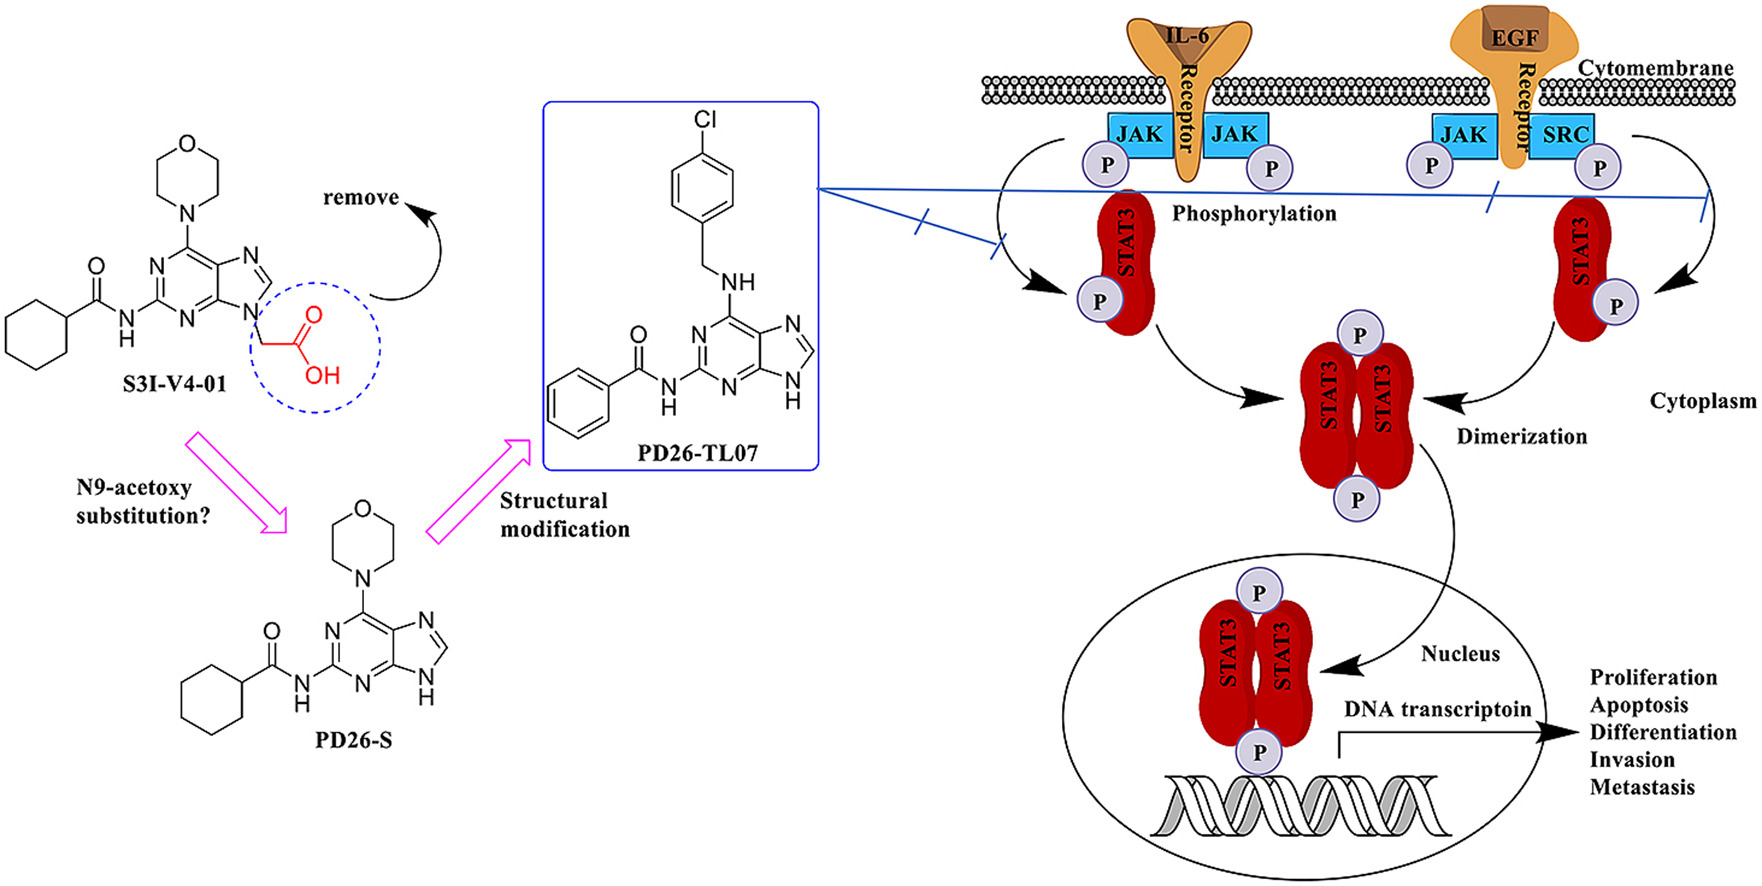 O
N
N
N
N
N
O
N
H
O
OH
remove
S3I-V4-01
N9-acetoxy
substitution?
O
N
N
N
N
N
H
O
N
H
PD26-S
Structural
modification
Cl
NH
N
N
N
N
H
O
N
H
PD26-TL07
IL-6
Receptor
EGF
Receptor
Cytomembrane
JAK
JAK
JAK
SRC
P
P
P
P
Phosphorylation
STAT3
STAT3
P
P
P
STAT3
STAT3
P
Cytoplasm
Dimerization
P
STAT3
STAT3
P
Nucleus
DNA transcriptoin
Proliferation
Apoptosis
Differentiation
Invasion
Metastasis